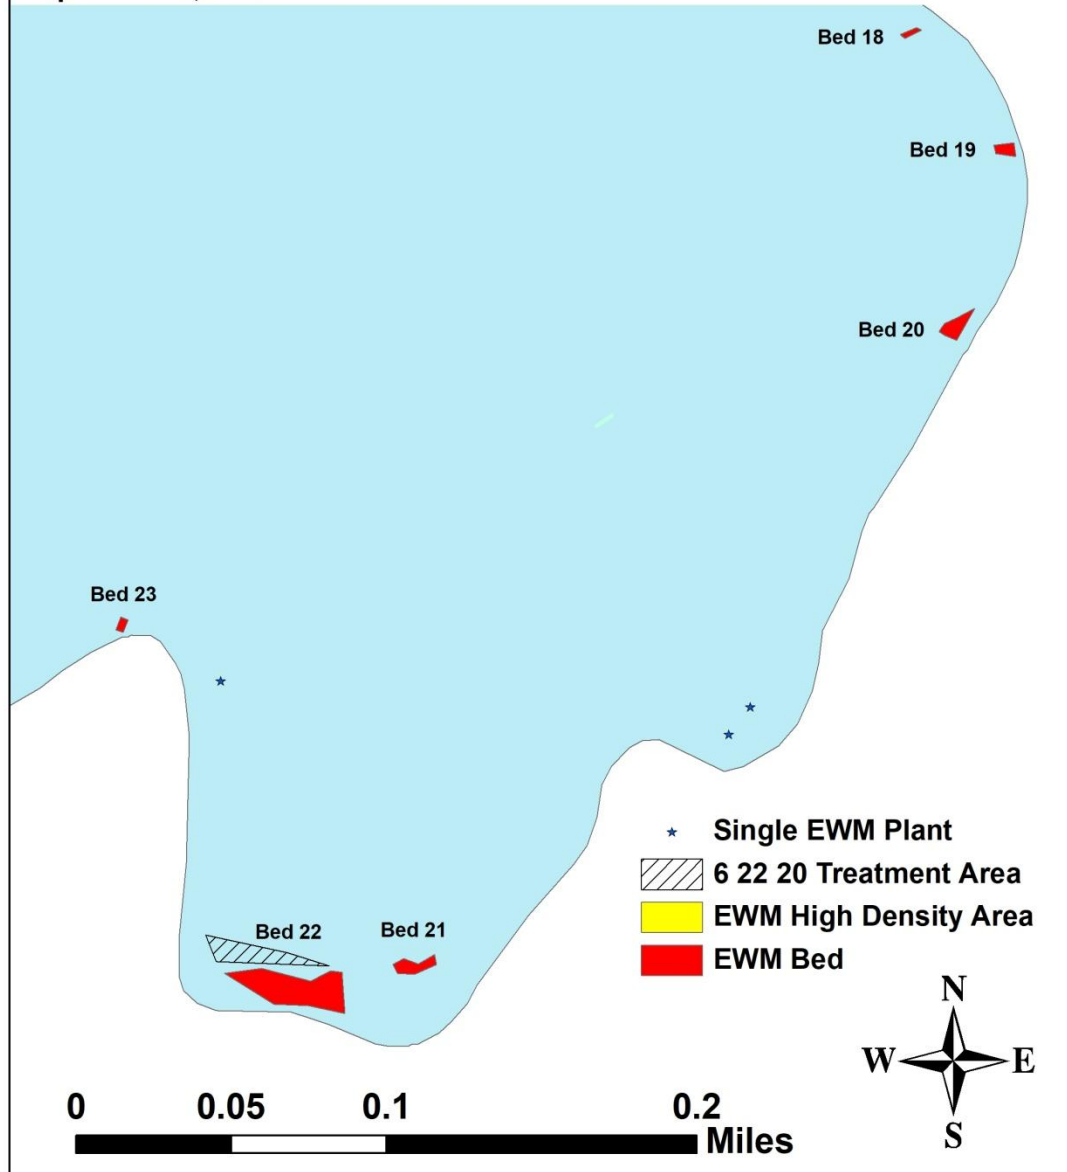 Bed 18
Bed 19
Bed 20
Bed 23
Single EWM Plant
6 22 20 Treatment Area
EWM High Density Area
EWM Bed
Bed 22
Bed 21
N
W E
S
0 0.05 0.1 0.2
Miles